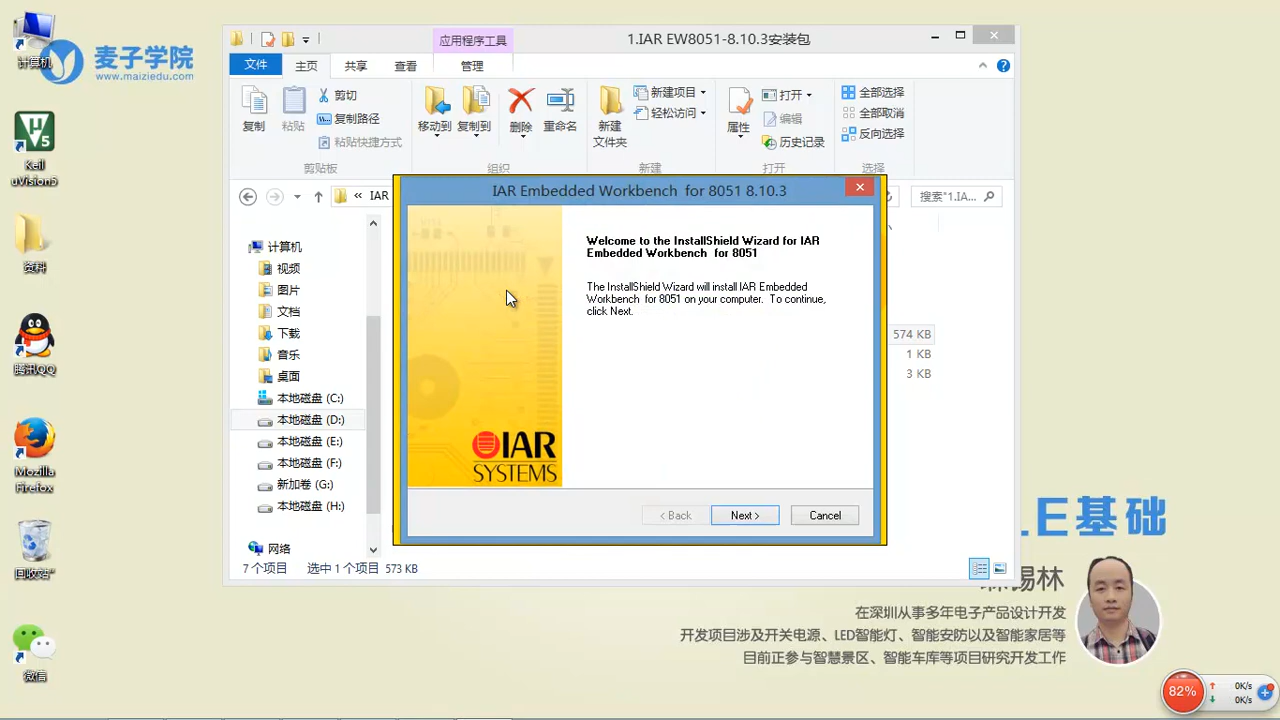 计算机
麦子学院
www.maiziedu.com
Keil
uVision5
资料
腾讯QQ
Mozilla
Firefox
回收站
微信
应用程序工具
1.IAR EW8051-8.10.3安装包
文件
主页
共享
查看
管理
复制
粘贴
剪切
复制路径
粘贴快捷方式
剪贴板
移动到
复制到
删除
重命名
组织
新建
文件夹
新建项目
轻松访问
新建
属性
打开
编辑
历史记录
打开
全部选择
全部取消
反向选择
选择
« IAR
搜索"1.IA...
计算机
视频
图片
文档
下载
音乐
桌面
本地磁盘 (C:)
本地磁盘 (D:)
本地磁盘 (E:)
本地磁盘 (F:)
新加卷 (G:)
本地磁盘 (H:)
网络
574 KB
1 KB
3 KB
7 个项目
选中 1 个项目 573 KB
IAR Embedded Workbench for 8051 8.10.3
Welcome to the InstallShield Wizard for IAR
Embedded Workbench for 8051
The InstallShield Wizard will install IAR Embedded
Workbench for 8051 on your computer. To continue,
click Next.
IAR
SYSTEMS
< Back
Next >
Cancel
LE基础
锡林
在深圳从事多年电子产品设计开发
开发项目涉及开关电源、LED智能灯、智能安防以及智能家居等
目前正参与智慧景区、智能车库等项目研究开发工作
82%
0K/s
0K/s